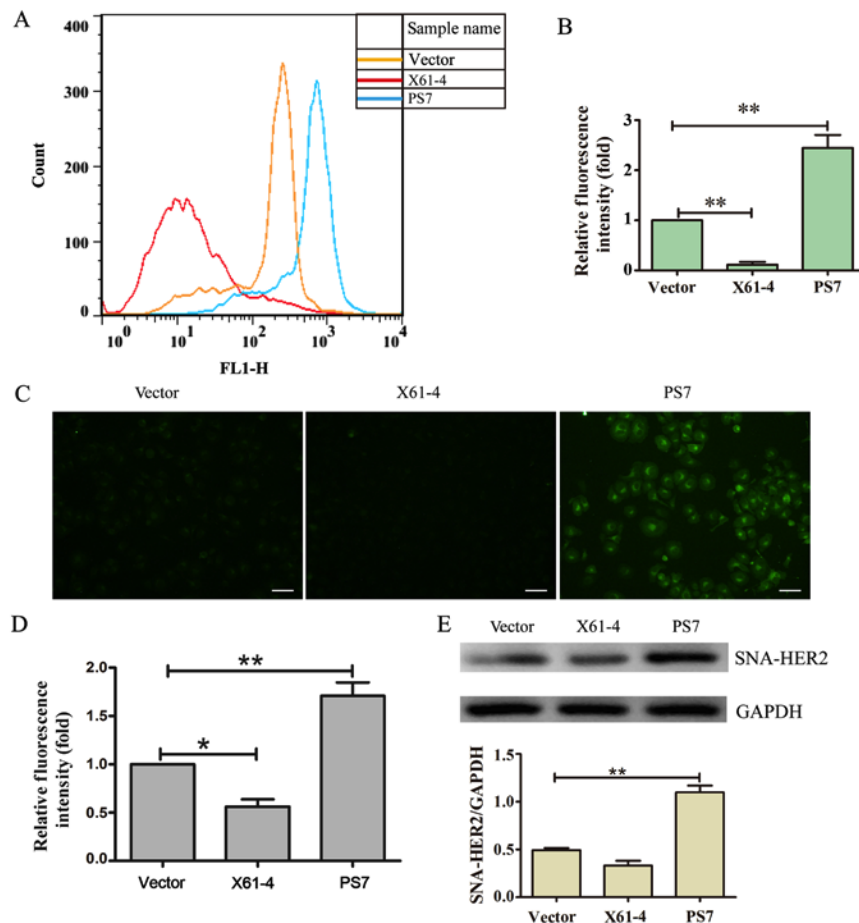 A
400
300
200
100
0
Count
10^0 10^1 10^2 10^3 10^4
FL1-H
Sample name
Vector
X61-4
PS7
B
Relative fluorescence
intensity (fold)
3
2
1
0
**
**
Vector X61-4 PS7
C
Vector X61-4 PS7
D
Relative fluorescence
intensity (fold)
2.0
1.5
1.0
0.5
0.0
**
*
Vector X61-4 PS7
E
Vector X61-4 PS7
SNA-HER2
GAPDH
SNA-HER2/GAPDH
1.5
1.0
0.5
0.0
**
Vector X61-4 PS7